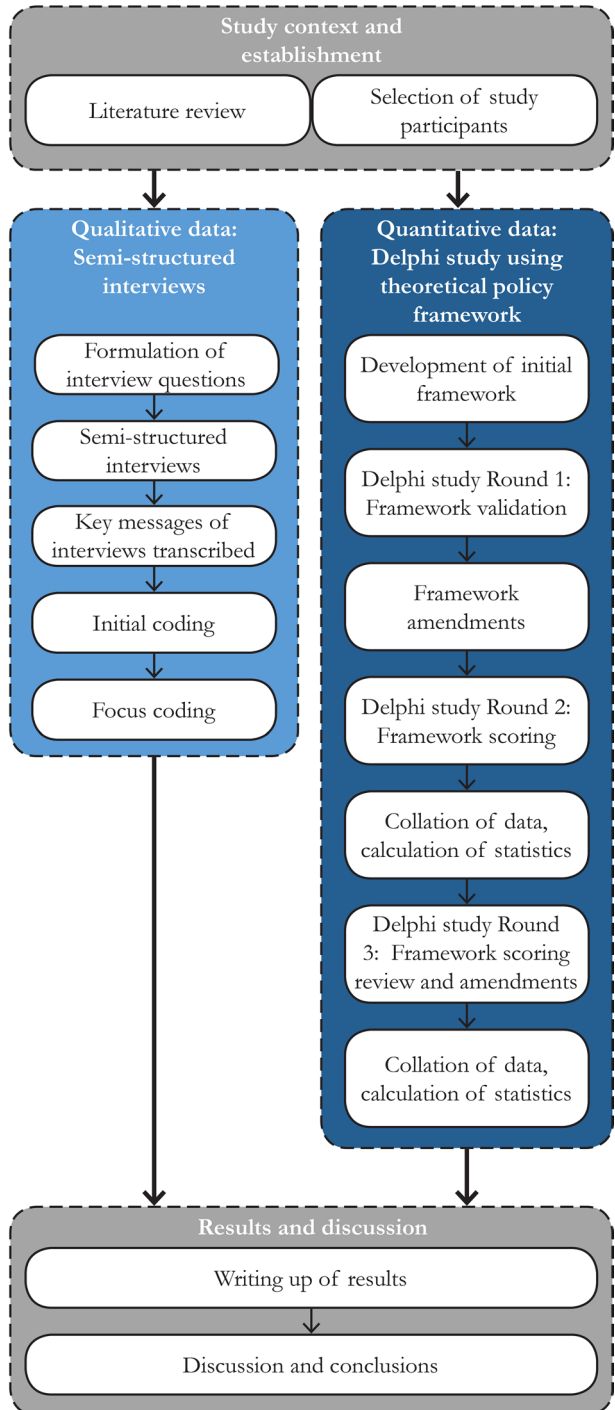 Study context and
establishment
Literature review
Selection of study
participants
Qualitative data:
Semi-structured
interviews
Formulation of
interview questions
Semi-structured
interviews
Key messages of
interviews transcribed
Initial coding
Focus coding
Quantitative data:
Delphi study using
theoretical policy
framework
Development of initial
framework
Delphi study Round 1:
Framework validation
Framework
amendments
Delphi study Round 2:
Framework scoring
Collation of data,
calculation of statistics
Delphi study Round
3: Framework scoring
review and amendments
Collation of data,
calculation of statistics
Results and discussion
Writing up of results
Discussion and conclusions